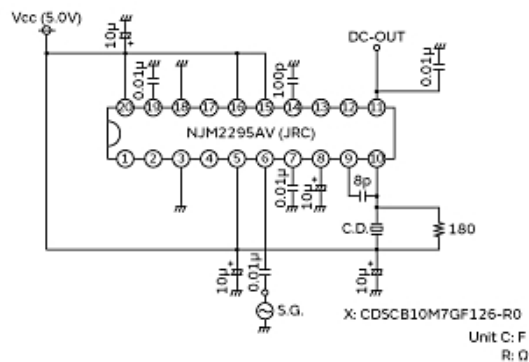 Vcc (5.0V)
10μ
+
DC-OUT
0.01μ
100p
0.01μ
20 19 18 17 16 15 14 13 12 11
NJM2295AV (JRC)
1 2 3 4 5 6 7 8 9 10
0.01μ
10μ
+
8p
C.D.
180
10μ
+
0.01μ
10μ
+
S.G.
X: CDSCB10M7GF126-R0
Unit C: F
R: Ω